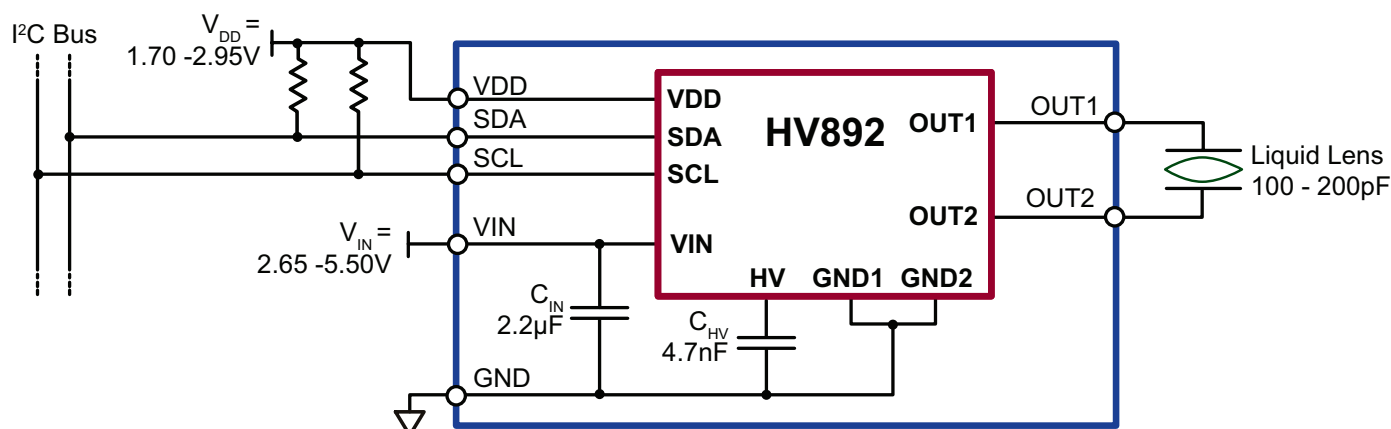 I²C Bus
V_DD =
1.70 -2.95V
VDD
SDA
SCL
VDD
SDA
SCL
HV892
OUT1
OUT2
OUT1
OUT2
Liquid Lens
100 - 200pF
V_IN =
2.65 -5.50V
VIN
VIN
HV
GND1
GND2
C_IN
2.2µF
C_HV
4.7nF
GND